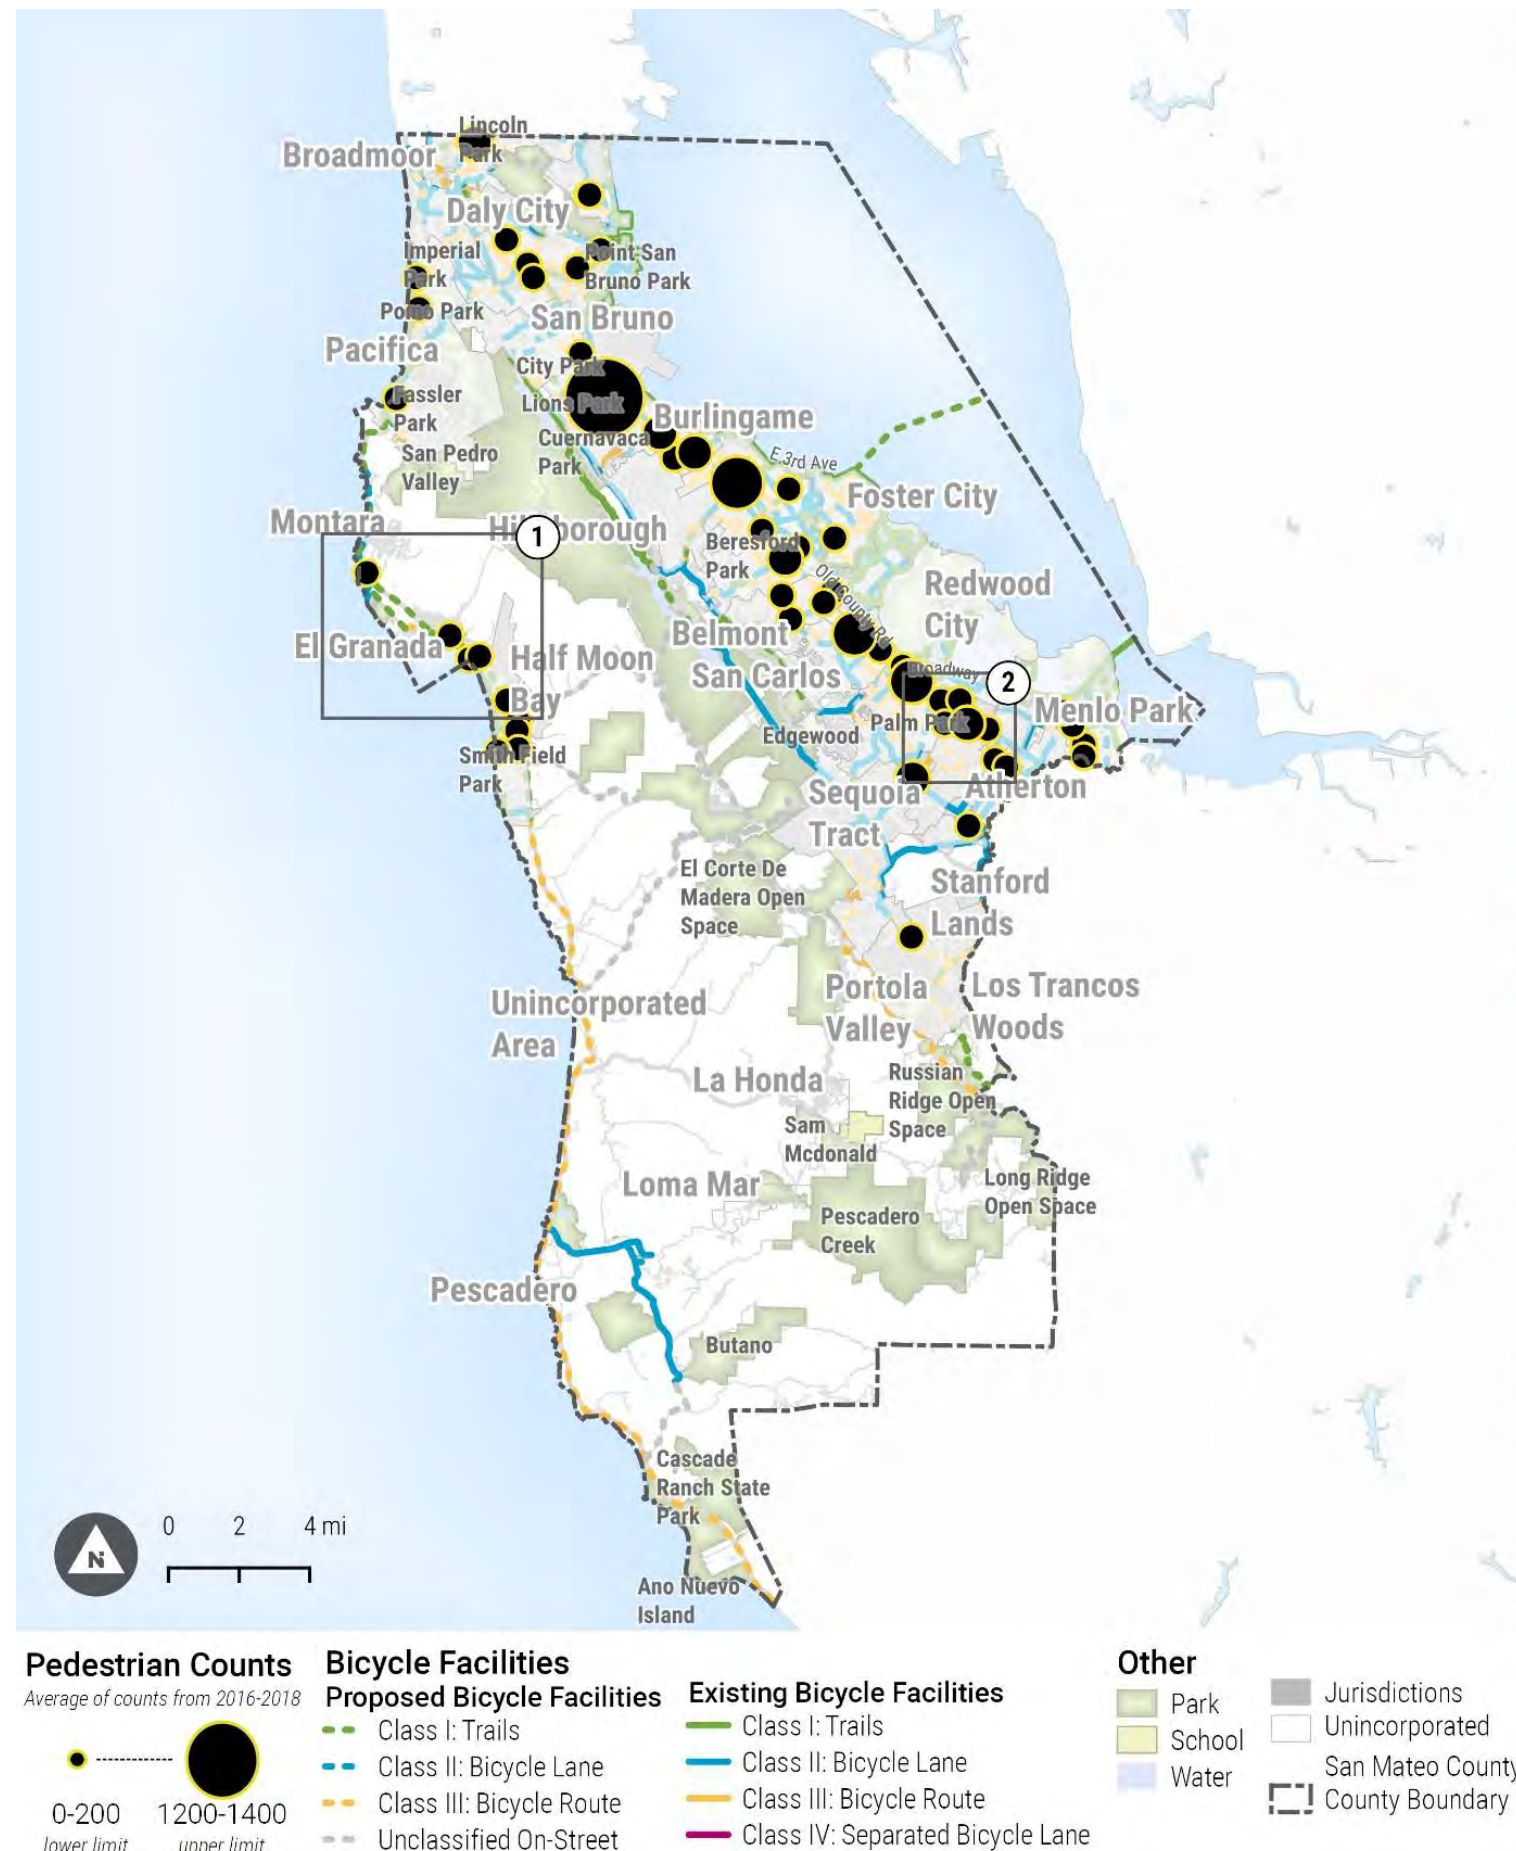 Lincoln
Park
Broadmoor
Daly City
Imperial
Park
Point San
Bruno Park
Pomo Park
San Bruno
Pacifica
City Park
Fassler
Park
Lions Park
Burlingame
Cuernavaca
Park
San Pedro
Valley
E 3rd Ave
Foster City
Montara
Hillsborough
1
Beresford
Park
Old County Rd
Redwood
City
El Granada
Belmont
Half Moon
Bay
San Carlos
Broadway
2
Palm Park
Menlo Park
Edgewood
Smith Field
Park
Sequoia
Tract
Atherton
El Corte De
Madera Open
Space
Stanford
Lands
Unincorporated
Area
Portola
Valley
Los Trancos
Woods
La Honda
Russian
Ridge Open
Space
Sam
Mcdonald
Loma Mar
Long Ridge
Open Space
Pescadero
Creek
Pescadero
Butano
Cascade
Ranch State
Park
Ano Nuevo
Island
N
0 2 4 mi
Pedestrian Counts
Average of counts from 2016-2018
0-200
lower limit
1200-1400
upper limit
Bicycle Facilities
Proposed Bicycle Facilities
Class I: Trails
Class II: Bicycle Lane
Class III: Bicycle Route
Unclassified On-Street
Existing Bicycle Facilities
Class I: Trails
Class II: Bicycle Lane
Class III: Bicycle Route
Class IV: Separated Bicycle Lane
Other
Park
School
Water
Jurisdictions
Unincorporated
San Mateo County
County Boundary